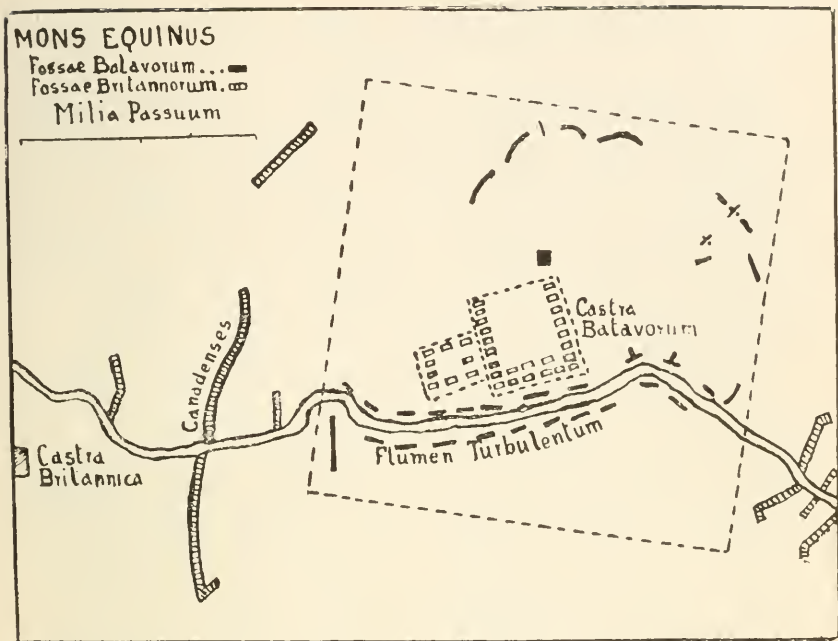 MONS EQUINUS
Fossae Batavorum...
Fossae Britannorum.
Milia Passuum
Canadenses
Castra
Batavorum
Castra
Britannica
Flumen Turbulentum